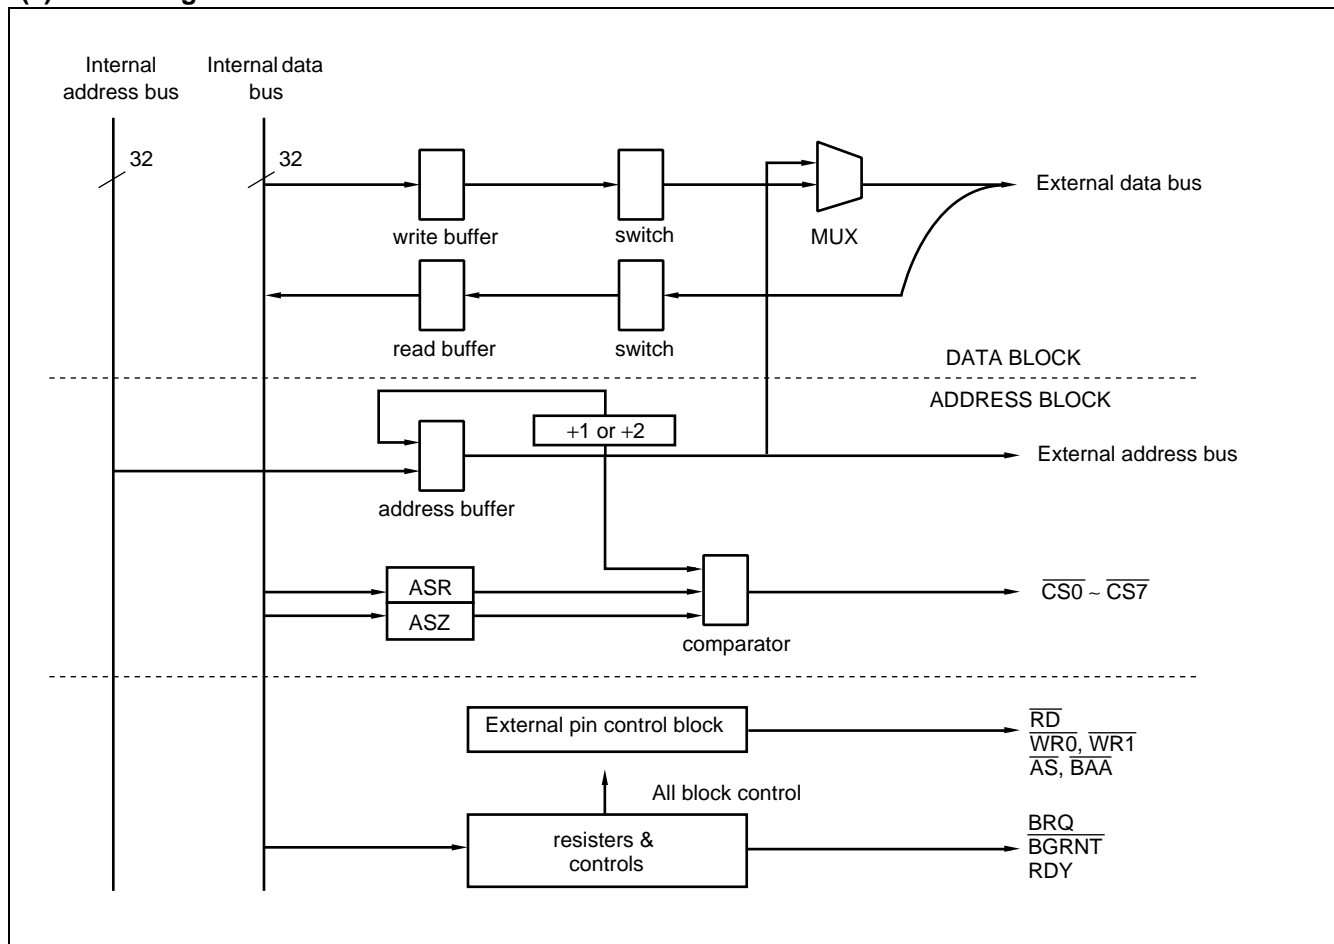 Internal
address bus
Internal data
bus
32
32
External data bus
write buffer
switch
MUX
read buffer
switch
DATA BLOCK
ADDRESS BLOCK
+1 or +2
External address bus
address buffer
ASR
ASZ
CS0 ~ CS7
comparator
External pin control block
RD
WR0, WR1
AS, BAA
All block control
resisters &
controls
BRQ
BGRNT
RDY